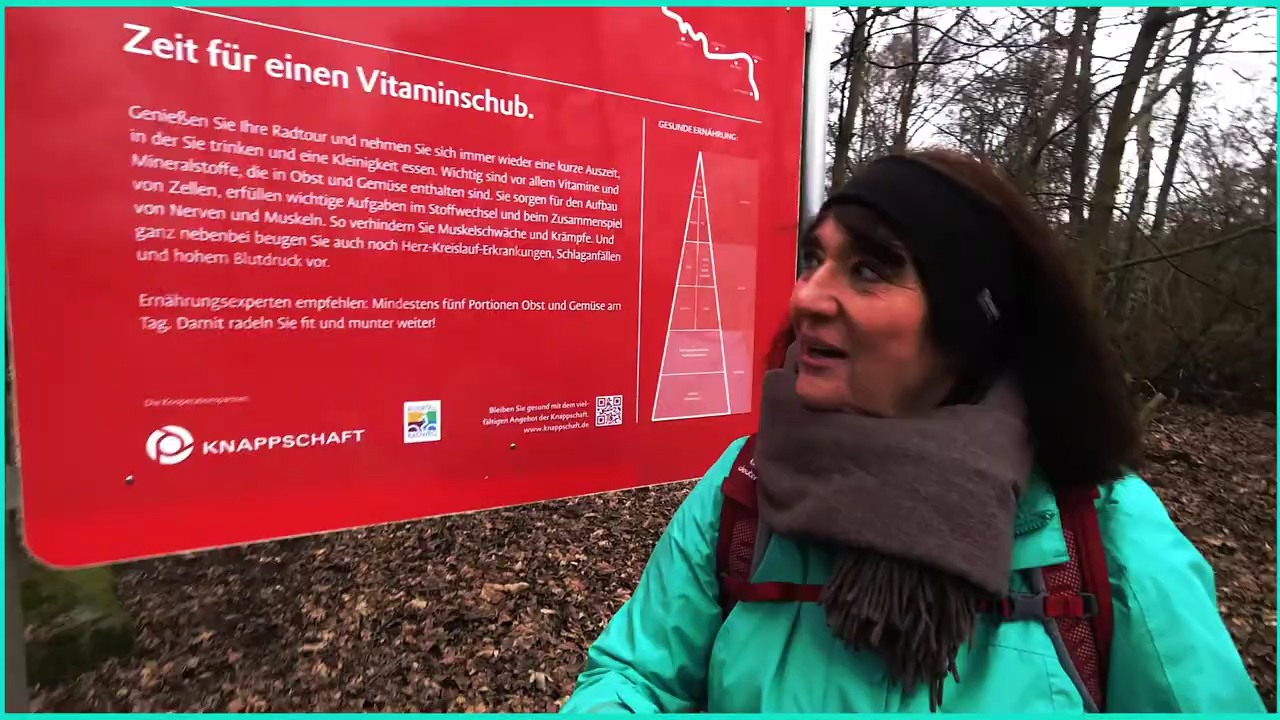 Zeit für einen Vitaminschub.
Genießen Sie Ihre Radtour und nehmen Sie sich immer wieder eine kurze Auszeit,
in der Sie trinken und eine Kleinigkeit essen. Wichtig sind vor allem Vitamine und
Mineralstoffe, die in Obst und Gemüse enthalten sind. Sie sorgen für den Aufbau
von Zellen, erfüllen wichtige Aufgaben im Stoffwechsel und beim Zusammenspiel
von Nerven und Muskeln. So verhindern Sie Muskelschwäche und Krämpfe. Und
ganz nebenbei beugen Sie auch noch Herz-Kreislauf-Erkrankungen, Schlaganfällen
und hohem Blutdruck vor.
Ernährungsexperten empfehlen: Mindestens fünf Portionen Obst und Gemüse am
Tag. Damit radeln Sie fit und munter weiter!
GESUNDE ERNÄHRUNG:
Die Kooperationspartner:
KNAPPSCHAFT
Bleiben Sie gesund mit dem viel-
fältigen Angebot der Knappschaft.
www.knappschaft.de
deuter